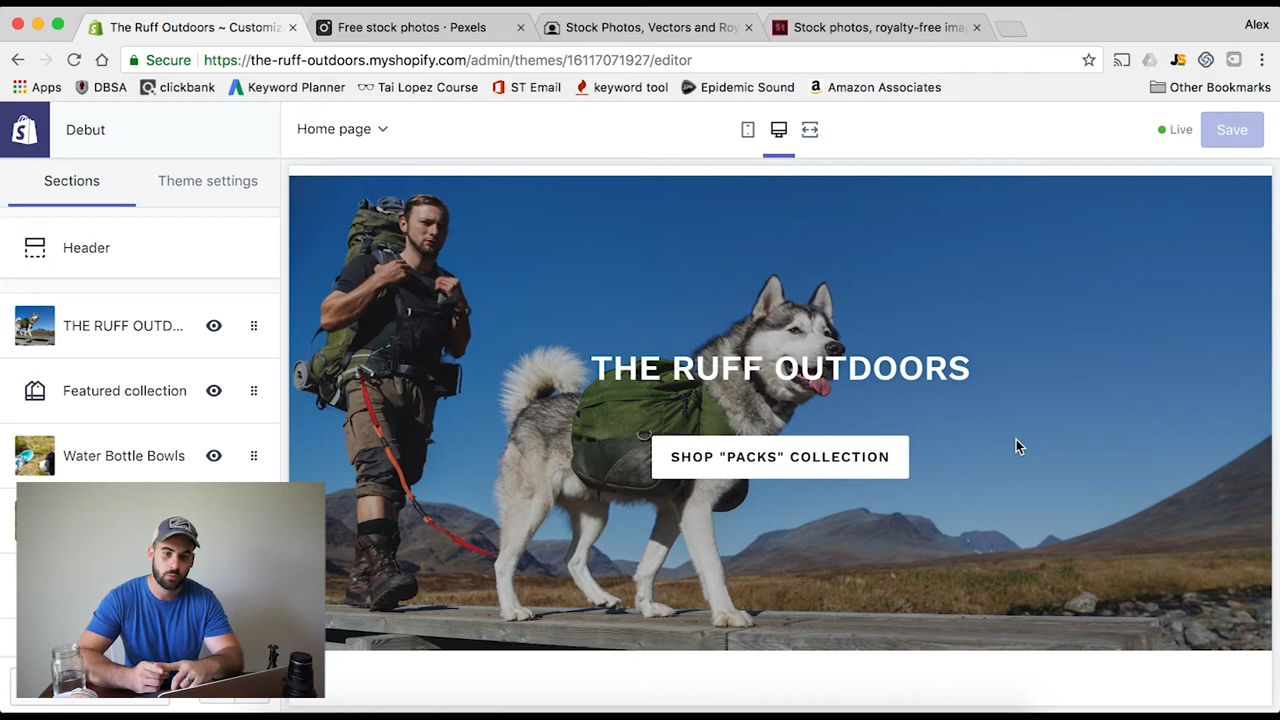 The Ruff Outdoors ~ Customiz
Free stock photos · Pexels
Stock Photos, Vectors and Roy
St
Stock photos, royalty-free ima
Alex
Secure
https://the-ruff-outdoors.myshopify.com/admin/themes/16117071927/editor
JS
Apps
DBSA
clickbank
Keyword Planner
Tai Lopez Course
ST Email
keyword tool
Epidemic Sound
Amazon Associates
Other Bookmarks
Debut
Home page
Live
Save
Sections
Theme settings
Header
THE RUFF OUTD...
Featured collection
Water Bottle Bowls
THE RUFF OUTDOORS
SHOP "PACKS" COLLECTION